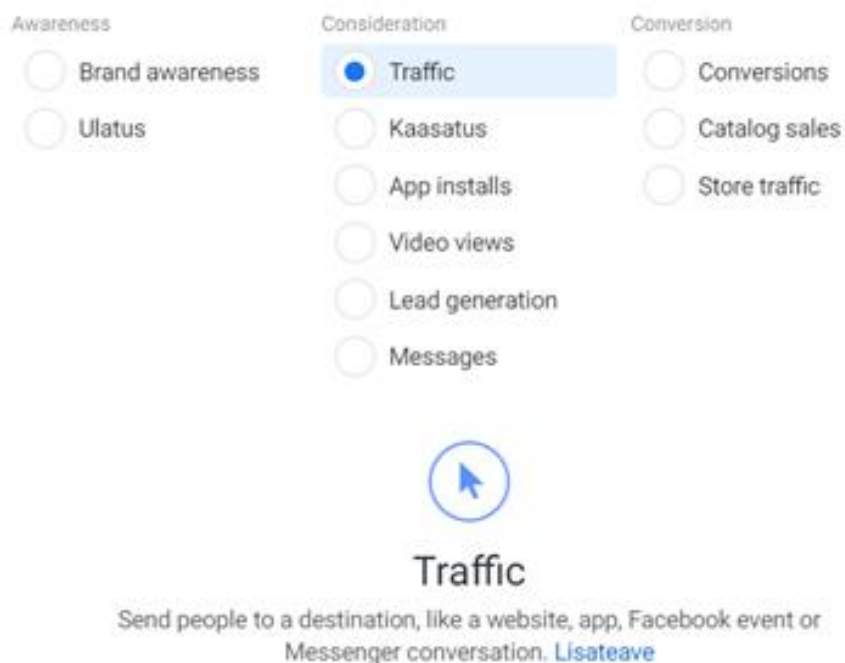 Awareness
Brand awareness
Ulatus
Consideration
Traffic
Kaasatus
App installs
Video views
Lead generation
Messages
Conversion
Conversions
Catalog sales
Store traffic
Traffic
Send people to a destination, like a website, app, Facebook event or
Messenger conversation. Lisateave